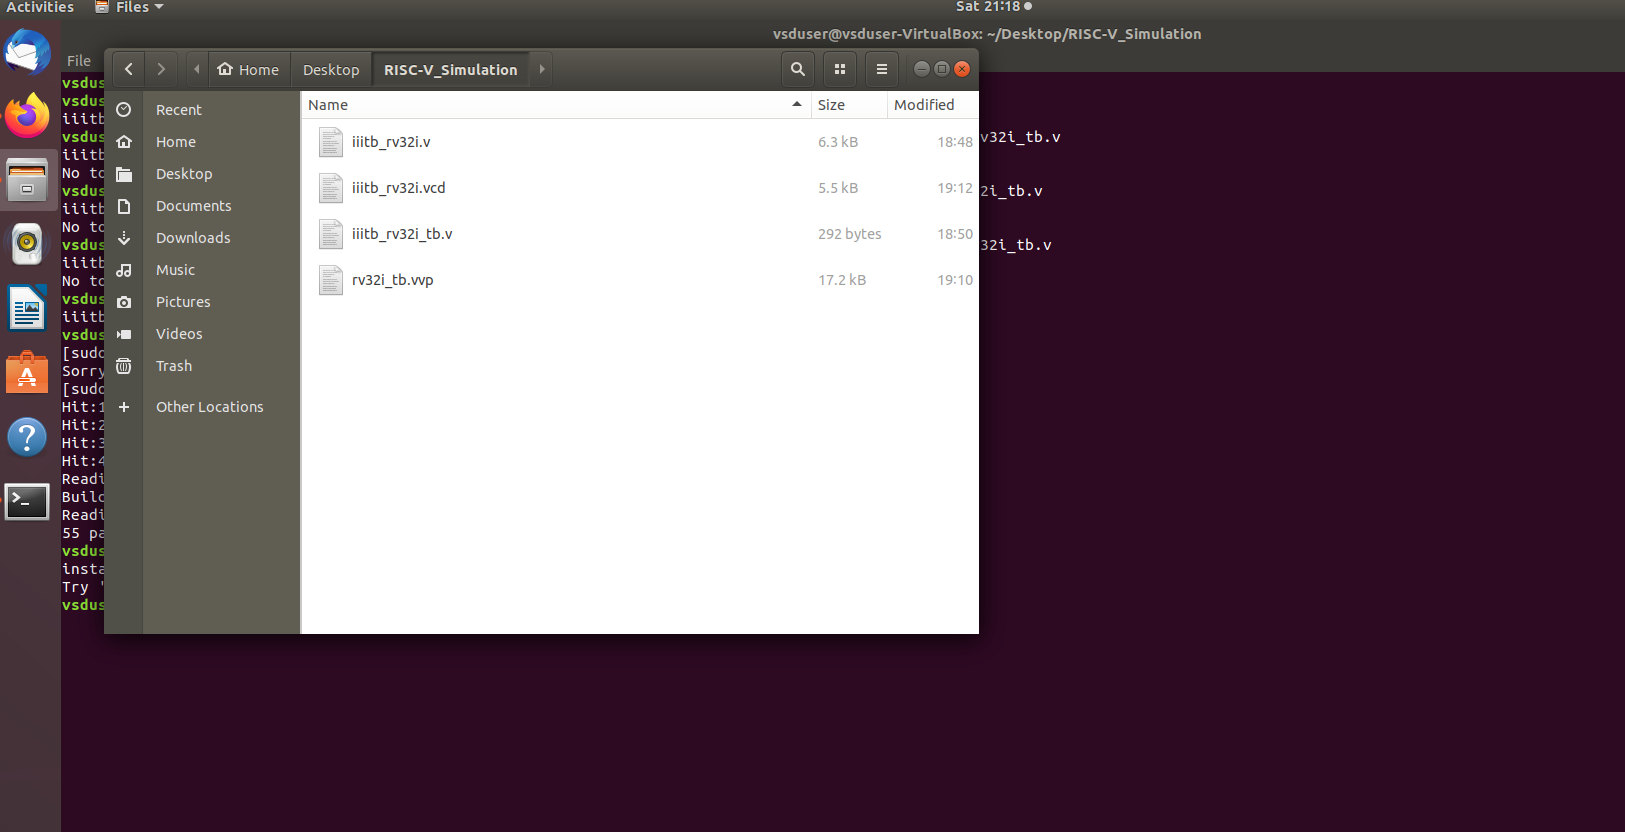 Activities Files Sat 21:18
vsduser@vsduser-VirtualBox: ~/Desktop/RISC-V_Simulation
File
Home Desktop RISC-V_Simulation
Name Size Modified
iiitb_rv32i.v 6.3 kB 18:48
iiitb_rv32i.vcd 5.5 kB 19:12
iiitb_rv32i_tb.v 292 bytes 18:50
rv32i_tb.vvp 17.2 kB 19:10
Recent
Home
Desktop
Documents
Downloads
Music
Pictures
Videos
Trash
Other Locations
vsdus
vsdus
iiitb
vsdus v32i_tb.v
iiitb
No to
vsdus 2i_tb.v
iiitb
No to
vsdus 32i_tb.v
iiitb
No to
vsdus
iiitb
vsdus
[sudo
Sorry
[sudo
Hit:1
Hit:2
Hit:3
Hit:4
Readi
Build
Readi
55 pa
vsdus
insta
Try '
vsdus